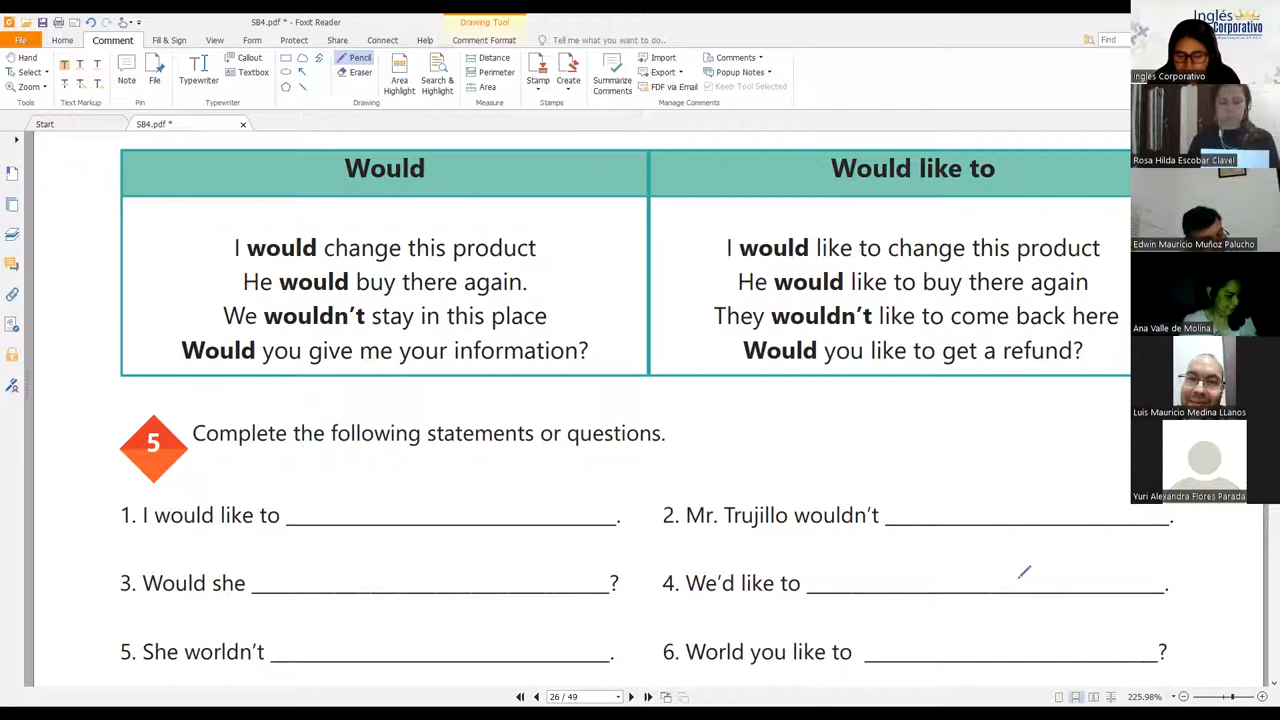 SB4.pdf * - Foxit Reader
Drawing Tool
File Home Comment Fill & Sign View Form Protect Share Connect Help Comment Format Tell me what you want to do.. Find
Hand
Select
Zoom
Tools
Text Markup
Note
File
Pin
Typewriter
Callout
Textbox
Typewriter
Pencil
Eraser
Drawing
Area Highlight
Search & Highlight
Distance
Perimeter
Area
Measure
Stamp
Create
Stamps
Summarize Comments
Import
Export
FDF via Email
Comments
Popup Notes
Keep Tool Selected
Manage Comments
Start
SB4.pdf *
Would
Would like to
I would change this product
He would buy there again.
We wouldn't stay in this place
Would you give me your information?
I would like to change this product
He would like to buy there again
They wouldn't like to come back here
Would you like to get a refund?
5 Complete the following statements or questions.
1. I would like to ______________________________.
2. Mr. Trujillo wouldn't __________________________.
3. Would she ________________________________?
4. We'd like to ________________________________.
5. She worldn't ______________________________.
6. World you like to __________________________?
26 / 49
225.98%
Inglés
Corporativo
Ingles Corporativo
Rosa Hilda Escobar Clavel
Edwin Mauricio Muñoz Palucho
Ana Valle de Molina
Luis Mauricio Medina LLanos
Yuri Alexandra Flores Parada